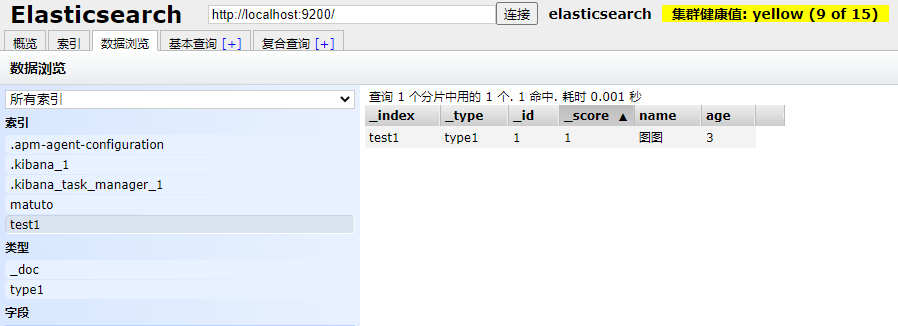 Elasticsearch http://localhost:9200/ 连接 elasticsearch 集群健康值: yellow (9 of 15)
概览 索引 数据浏览 基本查询 [+] 复合查询 [+]
数据浏览
所有索引
索引
.apm-agent-configuration
.kibana_1
.kibana_task_manager_1
matuto
test1
类型
_doc
type1
字段
查询 1 个分片中用的 1 个. 1 命中. 耗时 0.001 秒
_index _type _id _score ▲ name age
test1 type1 1 1 图图 3